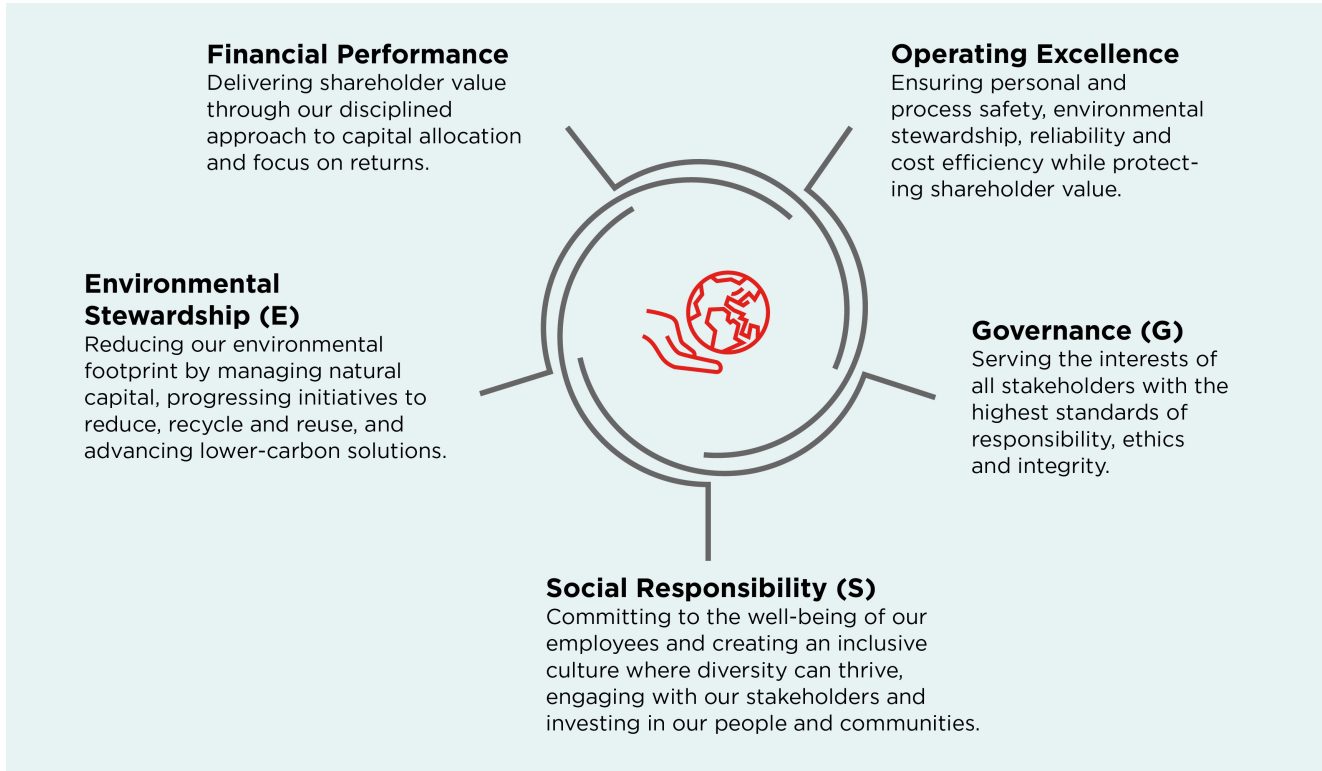 Financial Performance
Delivering shareholder value
through our disciplined
approach to capital allocation
and focus on returns.
Operating Excellence
Ensuring personal and
process safety, environmental
stewardship, reliability and
cost efficiency while protect-
ing shareholder value.
Environmental
Stewardship (E)
Reducing our environmental
footprint by managing natural
capital, progressing initiatives to
reduce, recycle and reuse, and
advancing lower-carbon solutions.
Governance (G)
Serving the interests of
all stakeholders with the
highest standards of
responsibility, ethics
and integrity.
Social Responsibility (S)
Committing to the well-being of our
employees and creating an inclusive
culture where diversity can thrive,
engaging with our stakeholders and
investing in our people and communities.